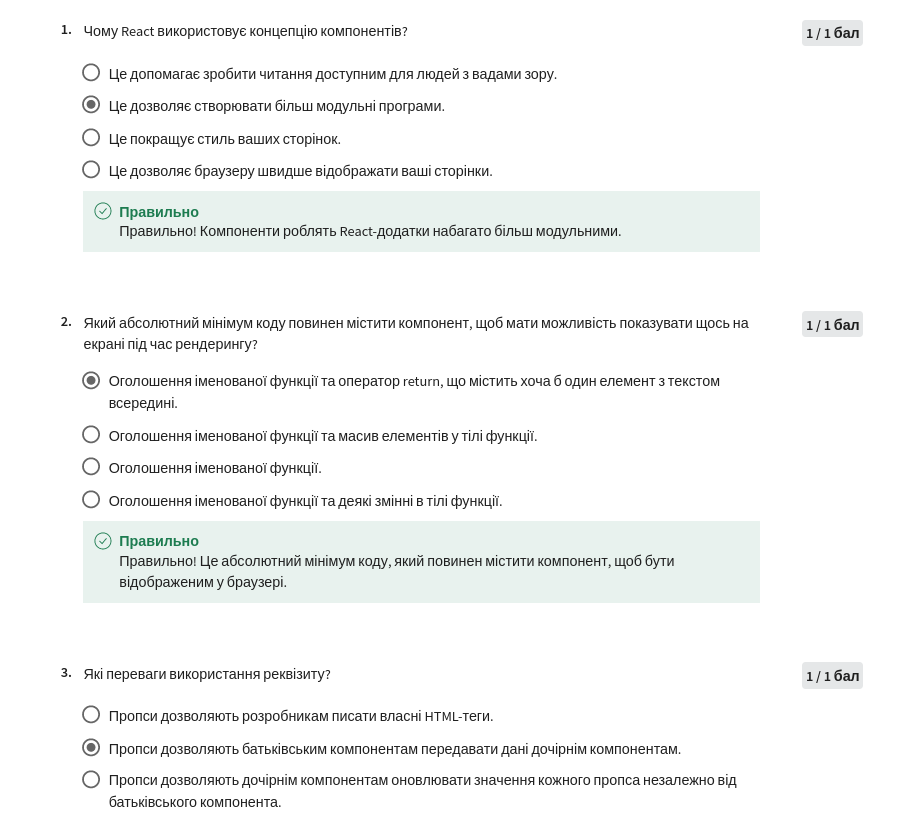 1. Чому React використовує концепцію компонентів?
1 / 1 бал
Це допомагає зробити читання доступним для людей з вадами зору.
Це дозволяє створювати більш модульні програми.
Це покращує стиль ваших сторінок.
Це дозволяє браузеру швидше відображати ваші сторінки.
Правильно
Правильно! Компоненти роблять React-додатки набагато більш модульними.
2. Який абсолютний мінімум коду повинен містити компонент, щоб мати можливість показувати щось на
екрані під час рендерингу?
1 / 1 бал
Оголошення іменованої функції та оператор return, що містить хоча б один елемент з текстом
всередині.
Оголошення іменованої функції та масив елементів у тілі функції.
Оголошення іменованої функції.
Оголошення іменованої функції та деякі змінні в тілі функції.
Правильно
Правильно! Це абсолютний мінімум коду, який повинен містити компонент, щоб бути
відображеним у браузері.
3. Які переваги використання реквізиту?
1 / 1 бал
Пропси дозволяють розробникам писати власні HTML-теги.
Пропси дозволяють батьківським компонентам передавати дані дочірнім компонентам.
Пропси дозволяють дочірнім компонентам оновлювати значення кожного пропса незалежно від
батьківського компонента.